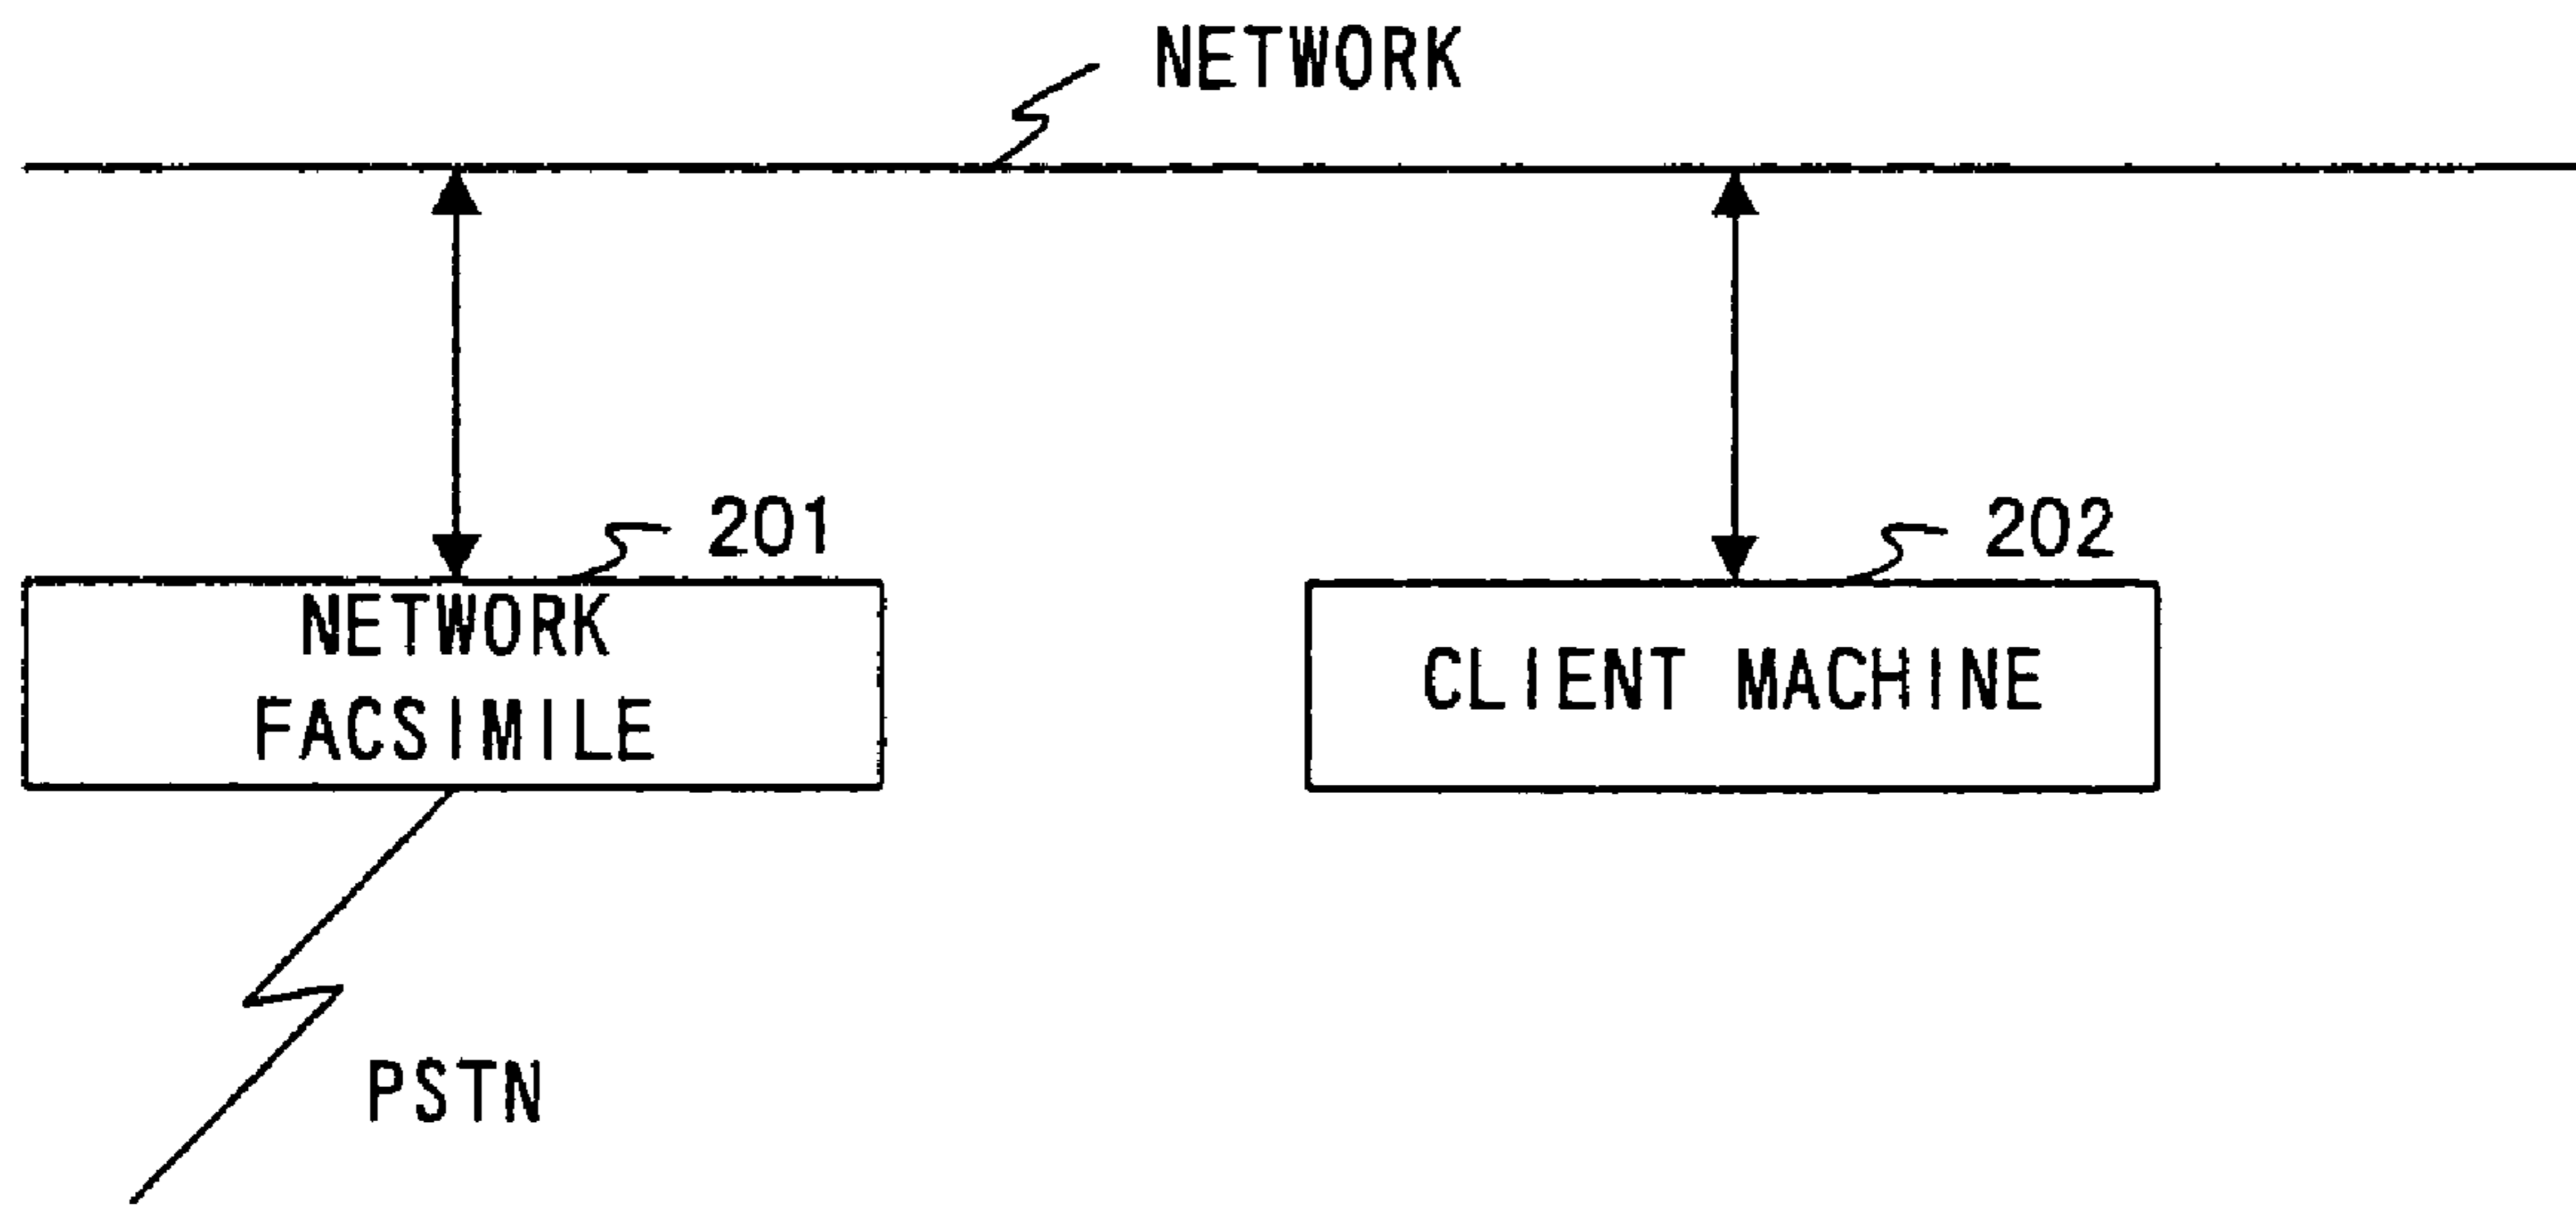 NETWORK
201
202
NETWORK
FACSIMILE
CLIENT MACHINE
PSTN